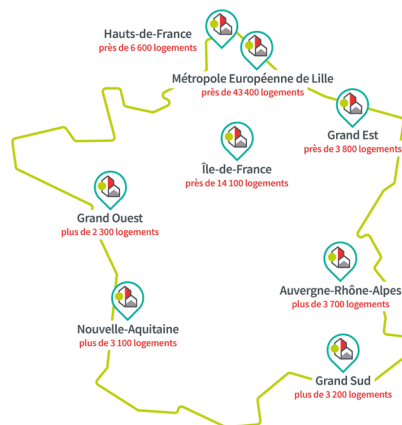 Hauts-de-France
près de 6 600 logements
Métropole Européenne de Lille
près de 43 400 logements
Grand Est
près de 3 800 logements
Île-de-France
près de 14 100 logements
Grand Ouest
plus de 2 300 logements
Auvergne-Rhône-Alpes
plus de 3 700 logements
Nouvelle-Aquitaine
plus de 3 100 logements
Grand Sud
plus de 3 200 logements